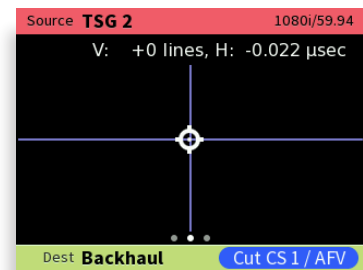 Source TSG 2 1080i/59.94
V: +0 lines, H: -0.022 µsec
Dest Backhaul Cut CS 1 / AFV